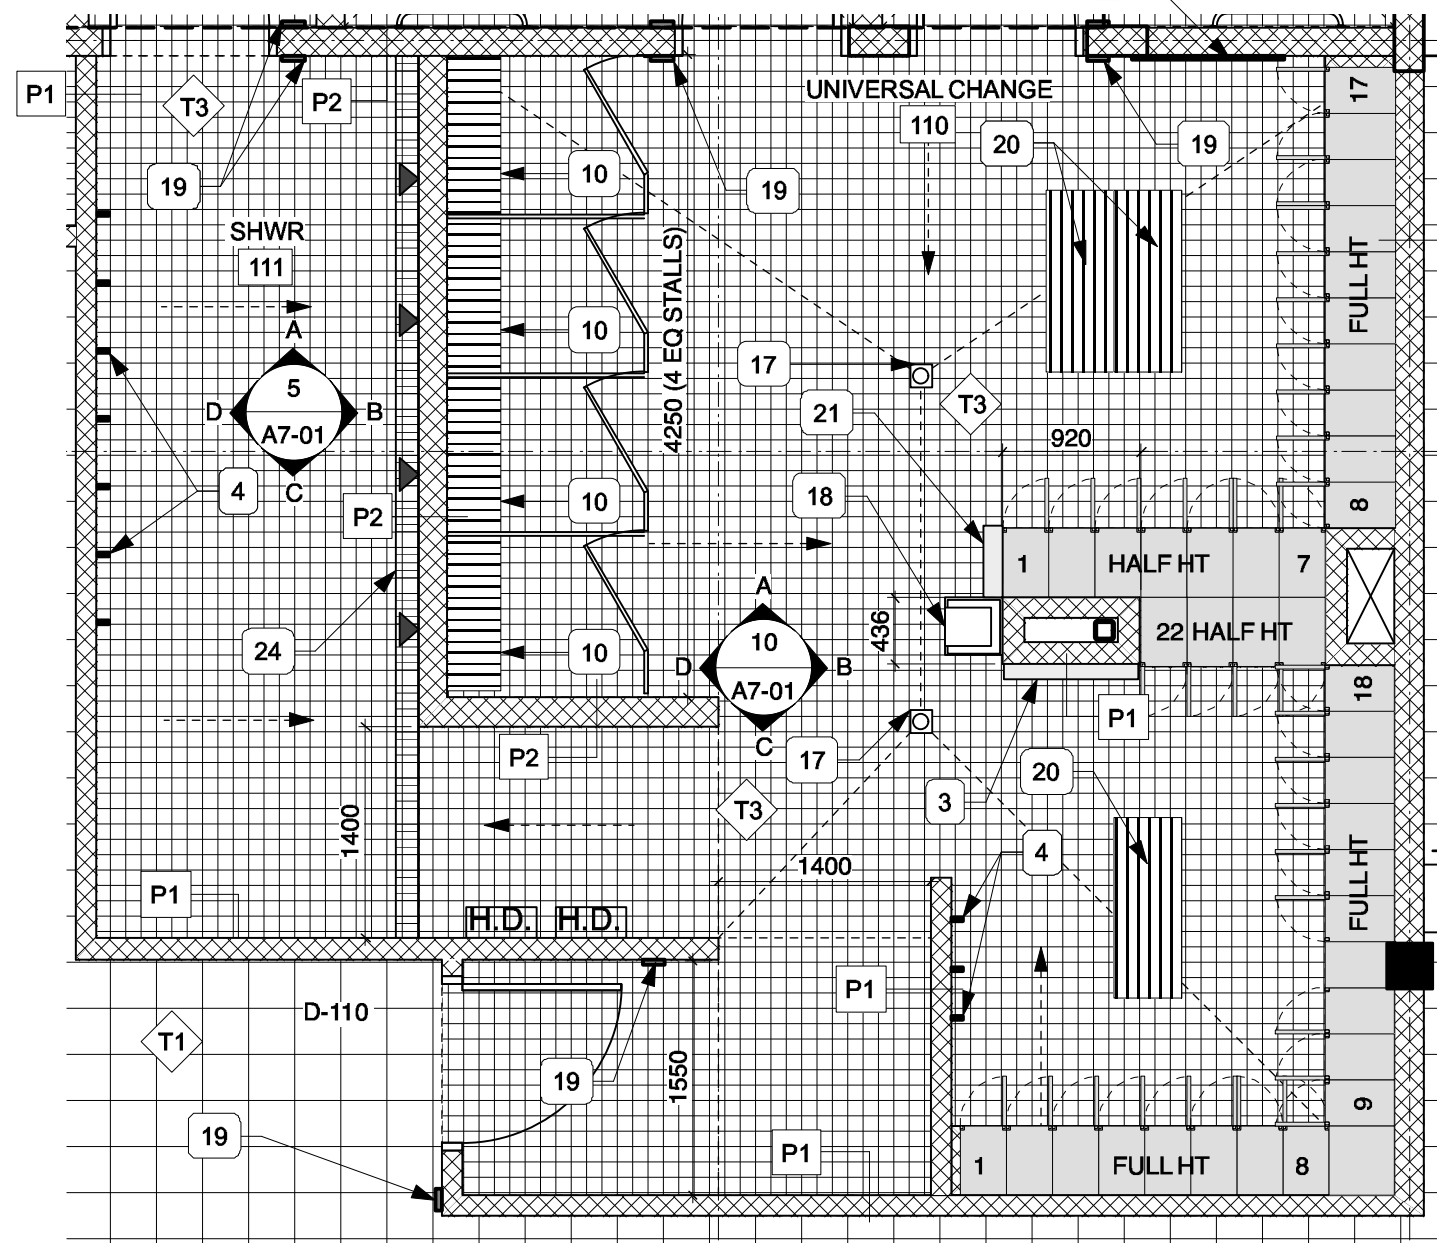 P1
T3
P2
19
SHWR
111
A
5
D
B
A7-01
C
4
P2
24
1400
P1
10
10
10
10
4250 (4 EQ STALLS)
19
UNIVERSAL CHANGE
110
20
19
17
FULL HT
8
17
T3
21
920
18
1
HALF HT
7
436
22 HALF HT
A
10
D
B
A7-01
C
P2
17
P1
3
20
18
FULL HT
9
T3
1400
4
H.D.
H.D.
P1
D-110
T1
19
1550
19
P1
1
FULL HT
8